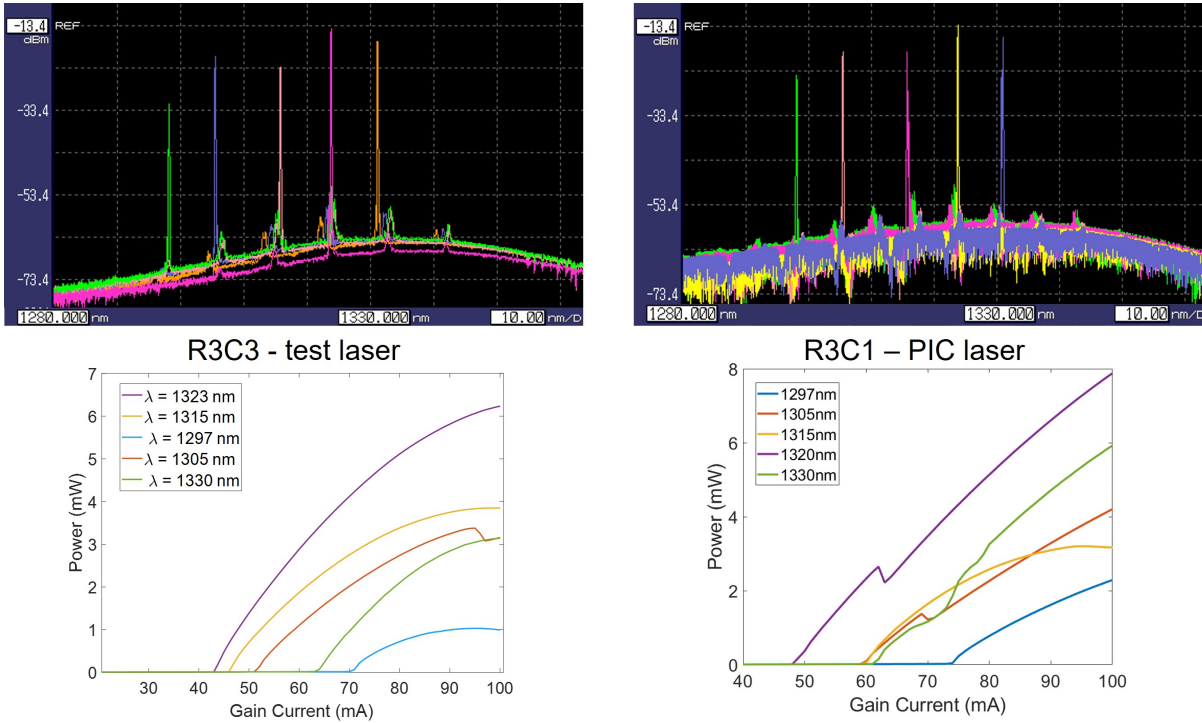 -13.4 REF
dBm
-33.4
-53.4
-73.4
1280.000 nm 1330.000 nm 10.00 nm/D
-13.4 REF
dBm
-33.4
-53.4
-73.4
1280.000 nm 1330.000 nm 10.00 nm/D
R3C3 - test laser
7
6
5
4
3
2
1
0
Power (mW)
λ = 1323 nm
λ = 1315 nm
λ = 1297 nm
λ = 1305 nm
λ = 1330 nm
30 40 50 60 70 80 90 100
Gain Current (mA)
R3C1 – PIC laser
8
6
4
2
0
Power (mW)
1297nm
1305nm
1315nm
1320nm
1330nm
40 50 60 70 80 90 100
Gain Current (mA)